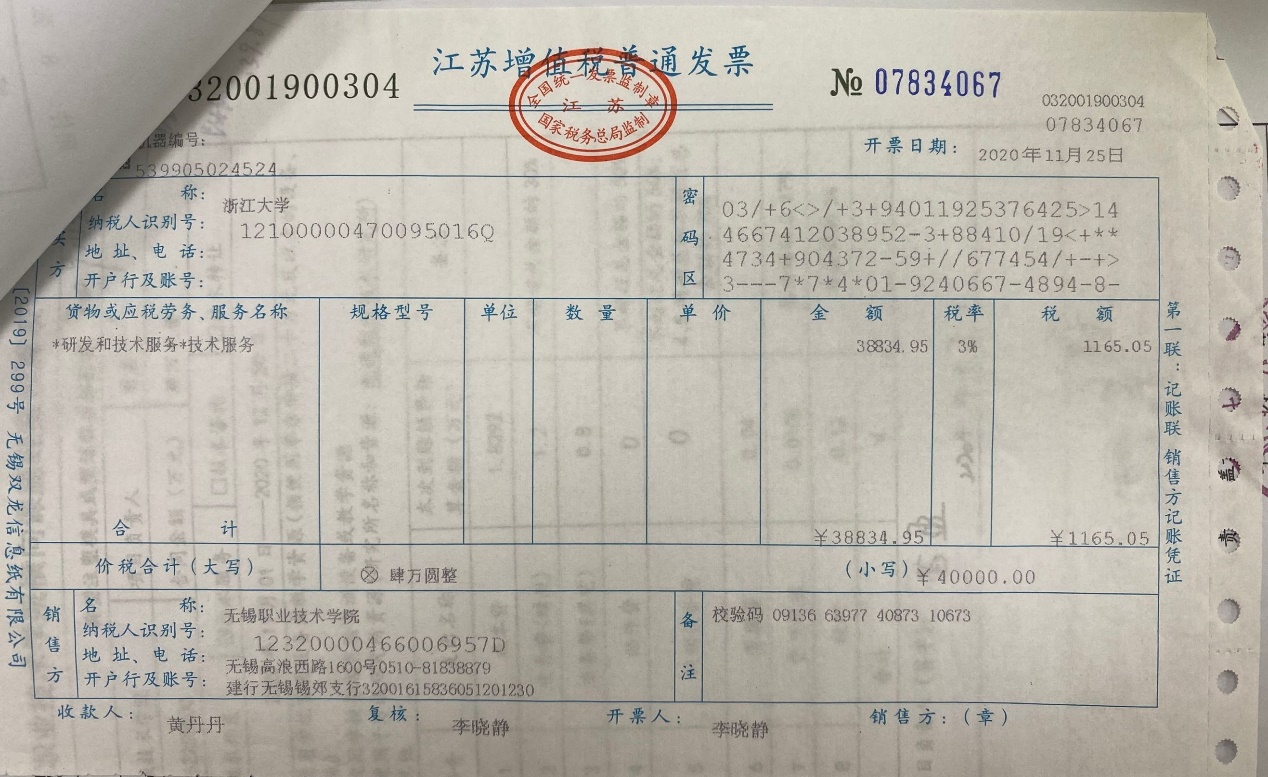 江苏增值税普通发票
32001900304
全国统一发票监制章
江 苏
国家税务总局监制
№ 07834067
032001900304
07834067
机器编号:
539905024524
开票日期: 2020年11月25日
名 称: 浙江大学
纳税人识别号: 12100000470095016Q
地址、电话:
开户行及账号:
买方
密码区
03/+6<>/+3+94011925376425>14
4667412038952-3+88410/19<+**
4734+904372-59+//677454/+-+>
3---7*7*4*01-9240667-4894-8-
货物或应税劳务、服务名称 规格型号 单位 数量 单价 金额 税率 税额
*研发和技术服务*技术服务 38834.95 3% 1165.05
合 计 ¥38834.95 ¥1165.05
价税合计(大写) ⊗ 肆万圆整 (小写) ¥40000.00
销售方
名 称: 无锡职业技术学院
纳税人识别号: 12320000466006957D
地址、电话: 无锡高浪西路1600号0510-81838879
开户行及账号: 建行无锡锡郊支行32001615836051201230
备注
校验码 09136 63977 40873 10673
收款人: 黄丹丹 复核: 李晓静 开票人: 李晓静 销售方:(章)
第一联:记账联 销售方记账凭证
[2019] 299号 无锡双龙信息纸有限公司